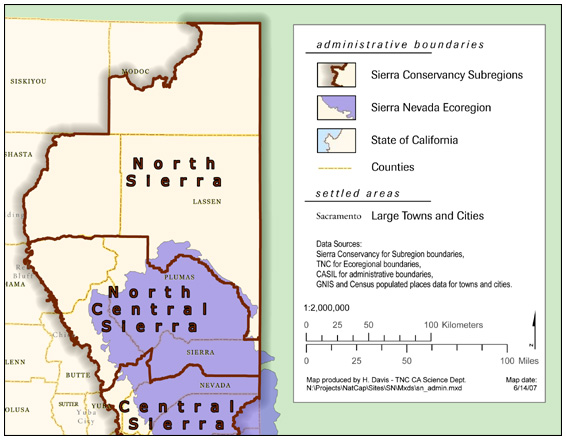 SISKIYOU
MODOC
SHASTA
North
Sierra
LASSEN
Red
Bluff
PLUMAS
HAMA
North
Central
Sierra
Chico
SIERRA
LENN
BUTTE
NEVADA
SUTTER
YUBA
Yuba
City
OLUSA
Central
Sierra
administrative boundaries
Sierra Conservancy Subregions
Sierra Nevada Ecoregion
State of California
Counties
settled areas
Sacramento Large Towns and Cities
Data Sources:
Sierra Conservancy for Subregion boundaries,
TNC for Ecoregional boundaries,
CASIL for administrative boundaries,
GNIS and Census populated places data for towns and cities.
1:2,000,000
0 25 50 100 Kilometers
0 25 50 100 Miles
N
Map produced by H. Davis - TNC CA Science Dept.
N:\Projects\NatCap\Sites\SN\Mxds\sn_admin.mxd
Map date:
6/14/07